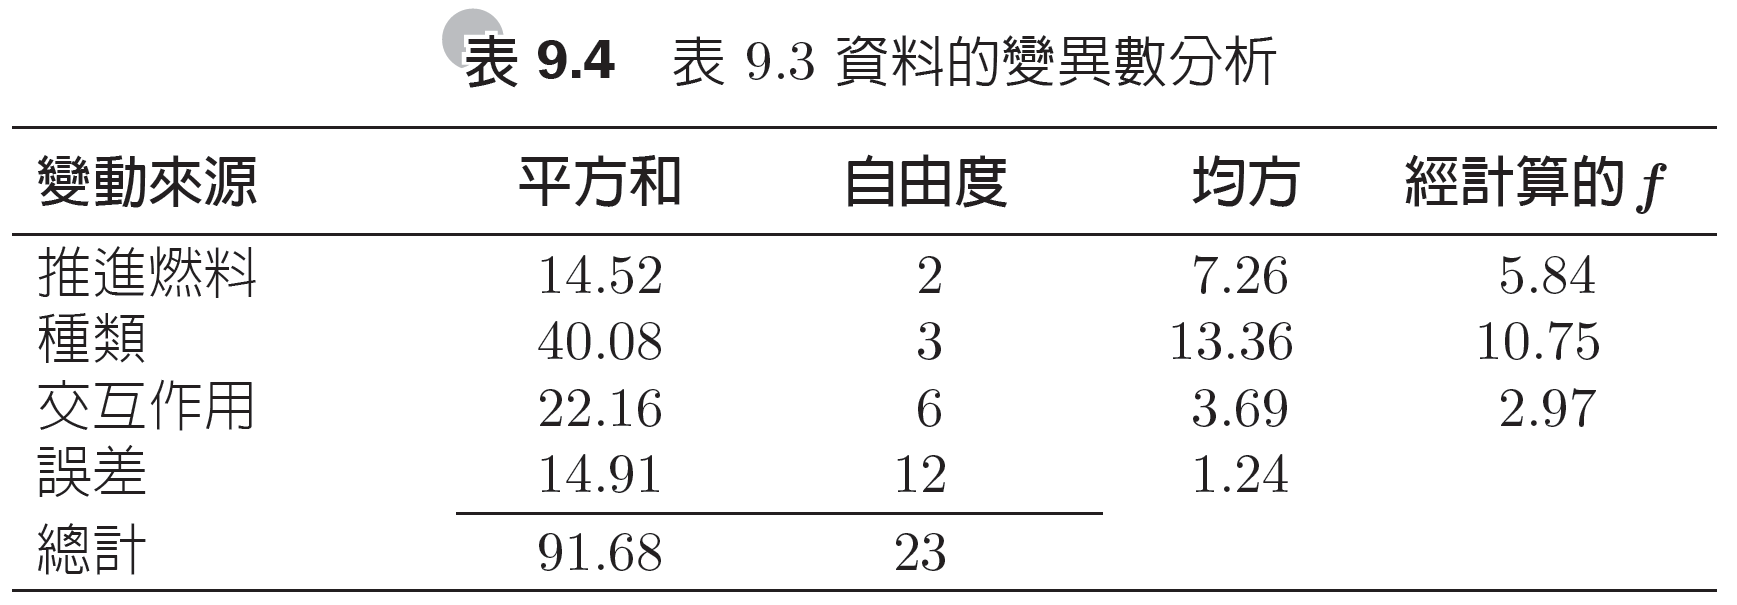 表 9.4 表 9.3 資料的變異數分析
變動來源 平方和 自由度 均方 經計算的 f
推進燃料 14.52 2 7.26 5.84
種類 40.08 3 13.36 10.75
交互作用 22.16 6 3.69 2.97
誤差 14.91 12 1.24
總計 91.68 23